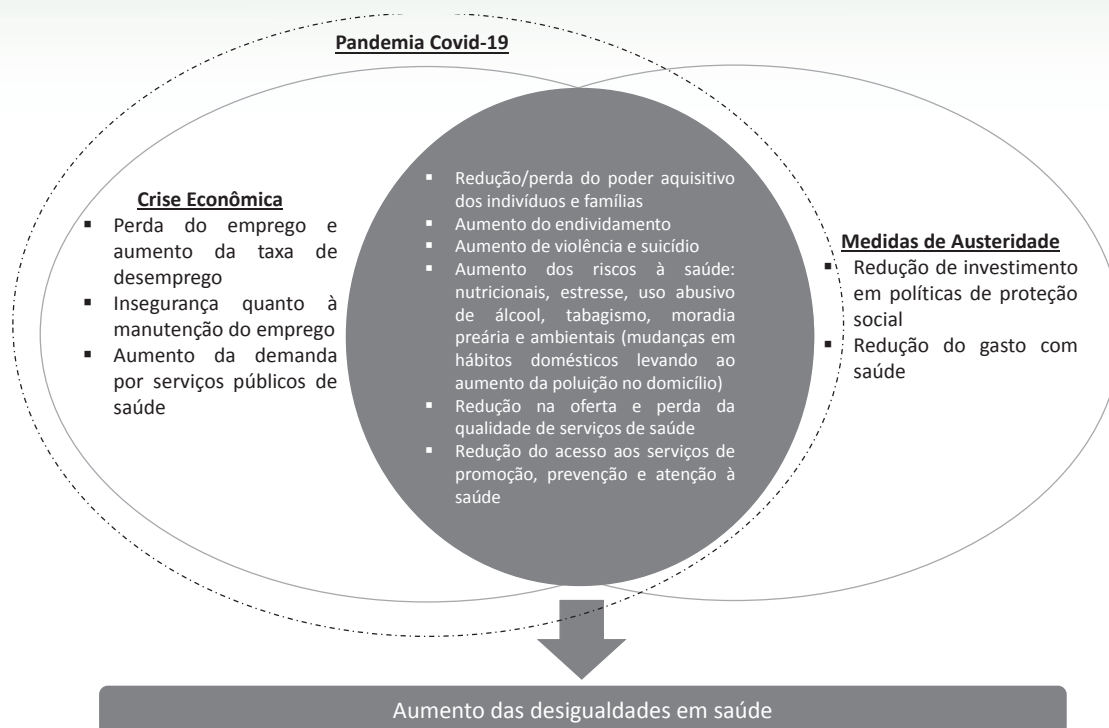 Pandemia Covid-19
Crise Econômica
▪ Perda do emprego e
aumento da taxa de
desemprego
▪ Insegurança quanto à
manutenção do emprego
▪ Aumento da demanda
por serviços públicos de
saúde
▪ Redução/perda do poder aquisitivo
dos indivíduos e famílias
▪ Aumento do endividamento
▪ Aumento de violência e suicídio
▪ Aumento dos riscos à saúde:
nutricionais, estresse, uso abusivo
de álcool, tabagismo, moradia
preária e ambientais (mudanças em
hábitos domésticos levando ao
aumento da poluição no domicílio)
▪ Redução na oferta e perda da
qualidade de serviços de saúde
▪ Redução do acesso aos serviços de
promoção, prevenção e atenção à
saúde
Medidas de Austeridade
▪ Redução de investimento
em políticas de proteção
social
▪ Redução do gasto com
saúde
Aumento das desigualdades em saúde